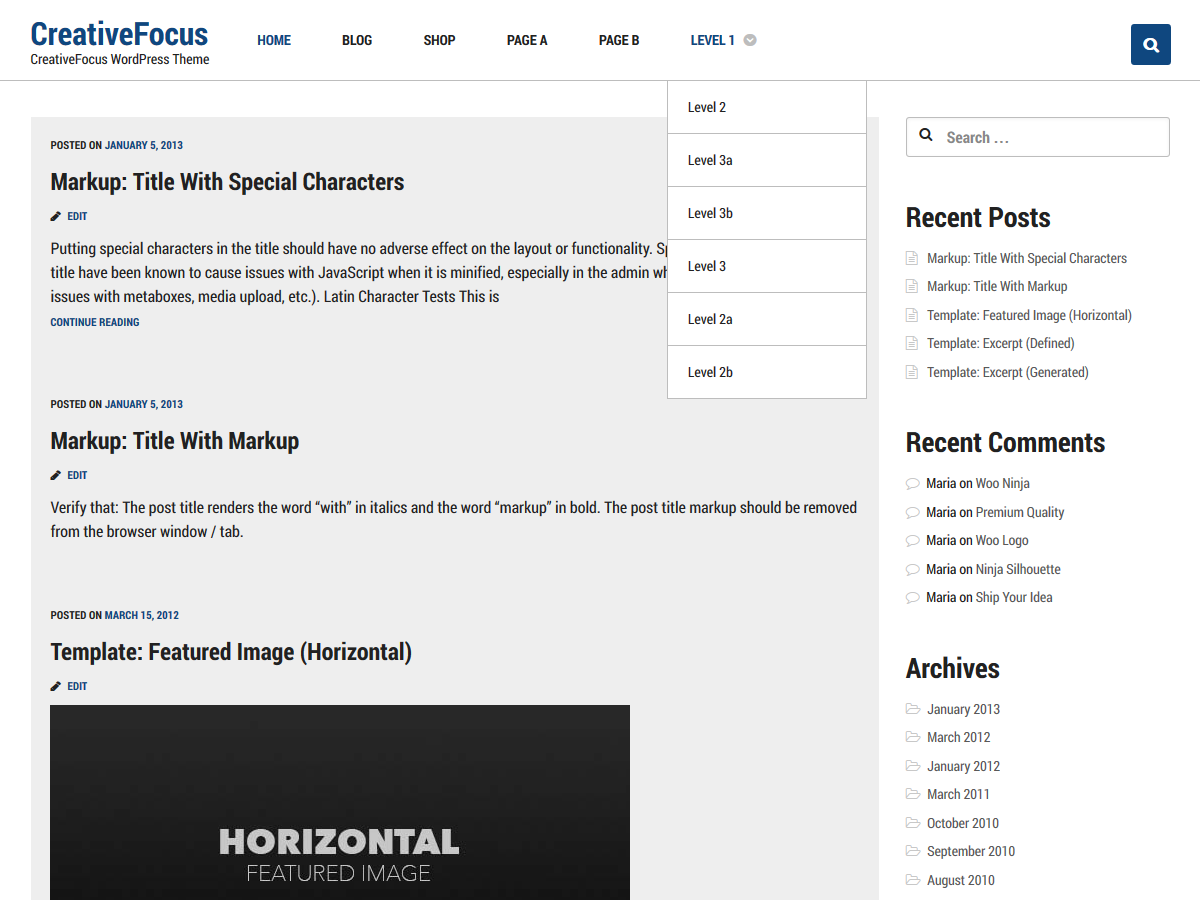 CreativeFocus
CreativeFocus WordPress Theme
HOME
BLOG
SHOP
PAGE A
PAGE B
LEVEL 1
Level 2
Level 3a
Level 3b
Level 3
Level 2a
Level 2b
POSTED ON JANUARY 5, 2013
Markup: Title With Special Characters
EDIT
Putting special characters in the title should have no adverse effect on the layout or functionality.
title have been known to cause issues with JavaScript when it is minified, especially in the admin
issues with metaboxes, media upload, etc.). Latin Character Tests This is
CONTINUE READING
POSTED ON JANUARY 5, 2013
Markup: Title With Markup
EDIT
Verify that: The post title renders the word “with” in italics and the word “markup” in bold. The post title markup should be removed
from the browser window / tab.
POSTED ON MARCH 15, 2012
Template: Featured Image (Horizontal)
EDIT
HORIZONTAL
FEATURED IMAGE
Search …
Recent Posts
Markup: Title With Special Characters
Markup: Title With Markup
Template: Featured Image (Horizontal)
Template: Excerpt (Defined)
Template: Excerpt (Generated)
Recent Comments
Maria on Woo Ninja
Maria on Premium Quality
Maria on Woo Logo
Maria on Ninja Silhouette
Maria on Ship Your Idea
Archives
January 2013
March 2012
January 2012
March 2011
October 2010
September 2010
August 2010